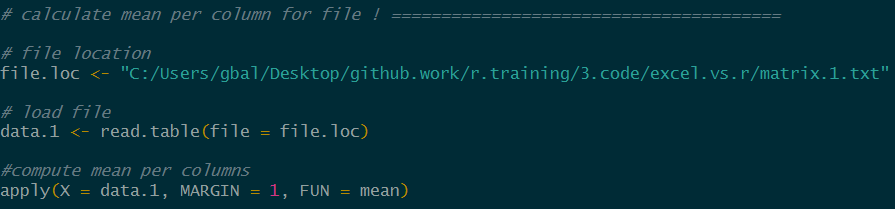 # calculate mean per column for file ! =======================================
# file location
file.loc <- "C:/Users/gbal/Desktop/github.work/r.training/3.code/excel.vs.r/matrix.1.txt"
# load file
data.1 <- read.table(file = file.loc)
#compute mean per columns
apply(X = data.1, MARGIN = 1, FUN = mean)